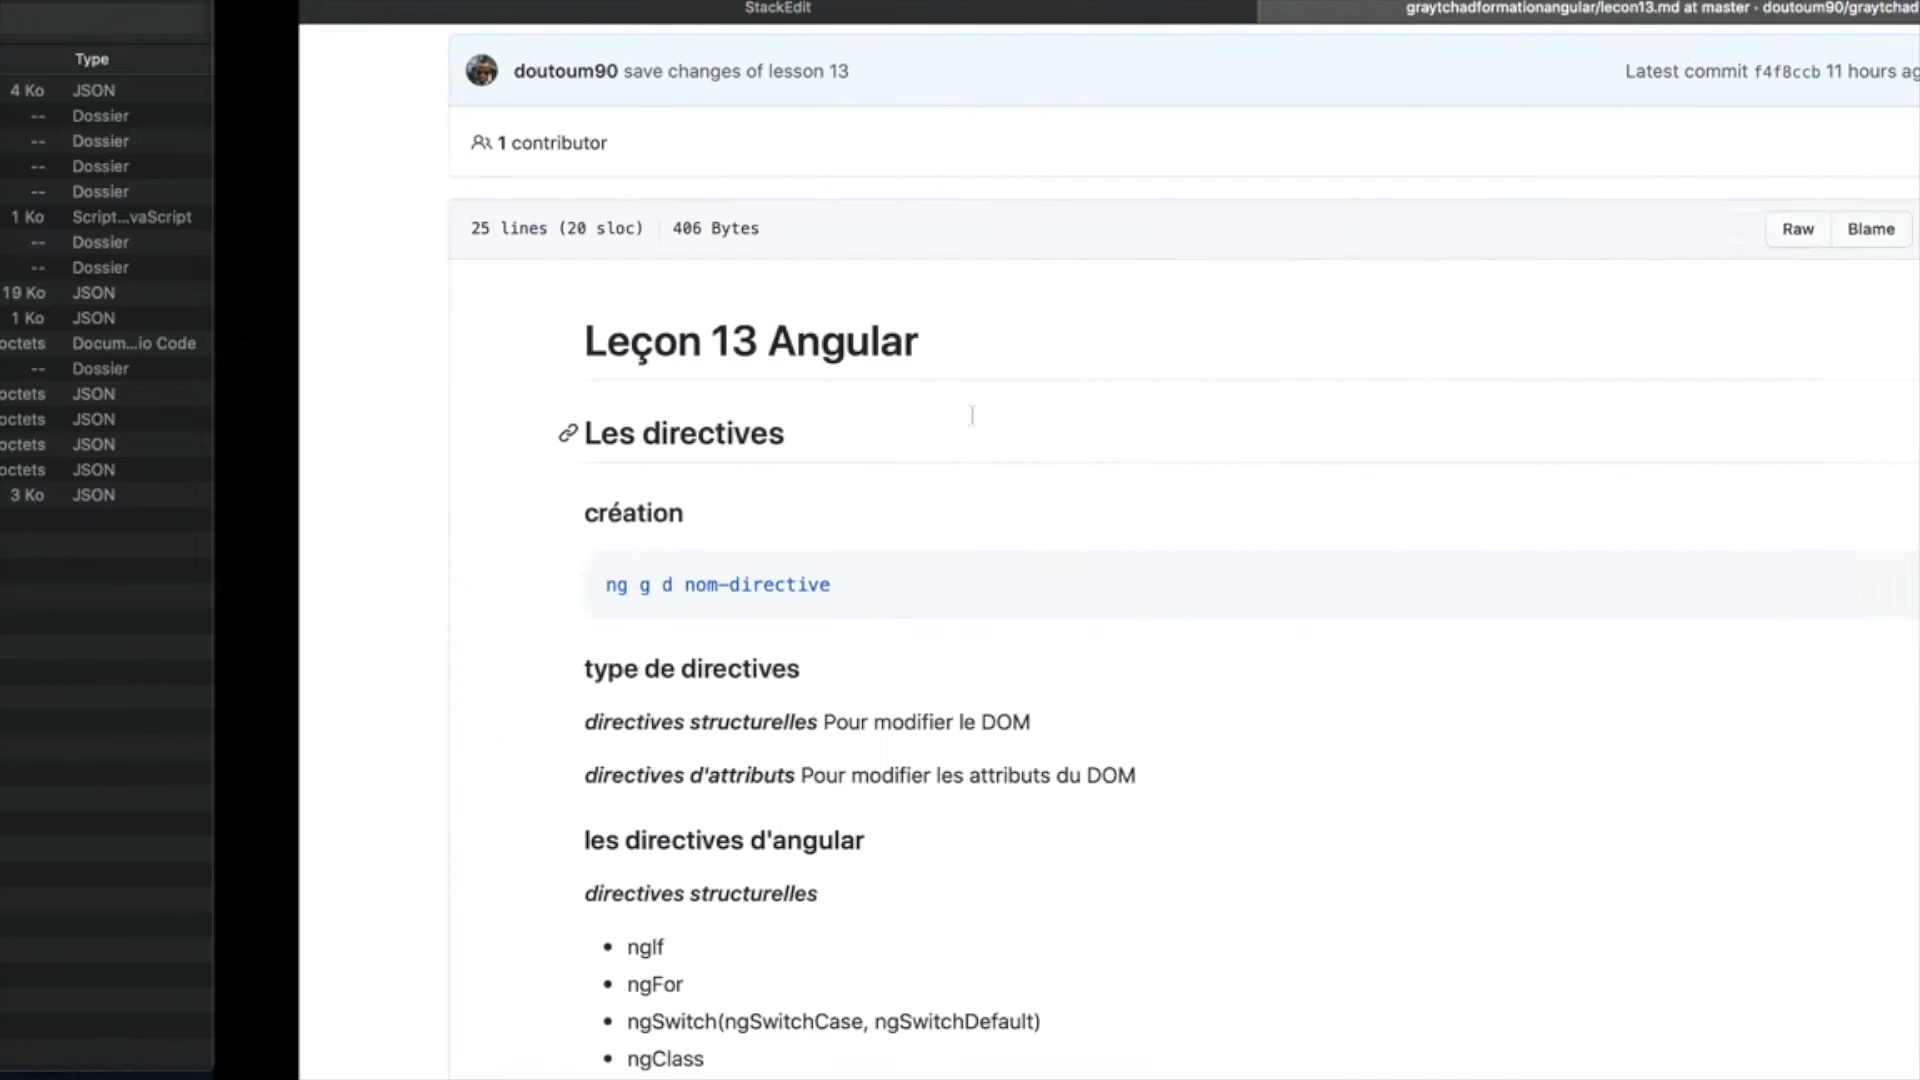 StackEdit
graytchadformationangular/lecon13.md at master · doutoum90/graytchad
Type
4 Ko JSON
-- Dossier
-- Dossier
-- Dossier
-- Dossier
1 Ko Script...vaScript
-- Dossier
-- Dossier
19 Ko JSON
1 Ko JSON
octets Docum...io Code
-- Dossier
octets JSON
octets JSON
octets JSON
octets JSON
3 Ko JSON
doutoum90 save changes of lesson 13
Latest commit f4f8ccb 11 hours ag
1 contributor
25 lines (20 sloc) 406 Bytes
Raw Blame
Leçon 13 Angular
Les directives
création
ng g d nom-directive
type de directives
directives structurelles Pour modifier le DOM
directives d'attributs Pour modifier les attributs du DOM
les directives d'angular
directives structurelles
• ngIf
• ngFor
• ngSwitch(ngSwitchCase, ngSwitchDefault)
• ngClass